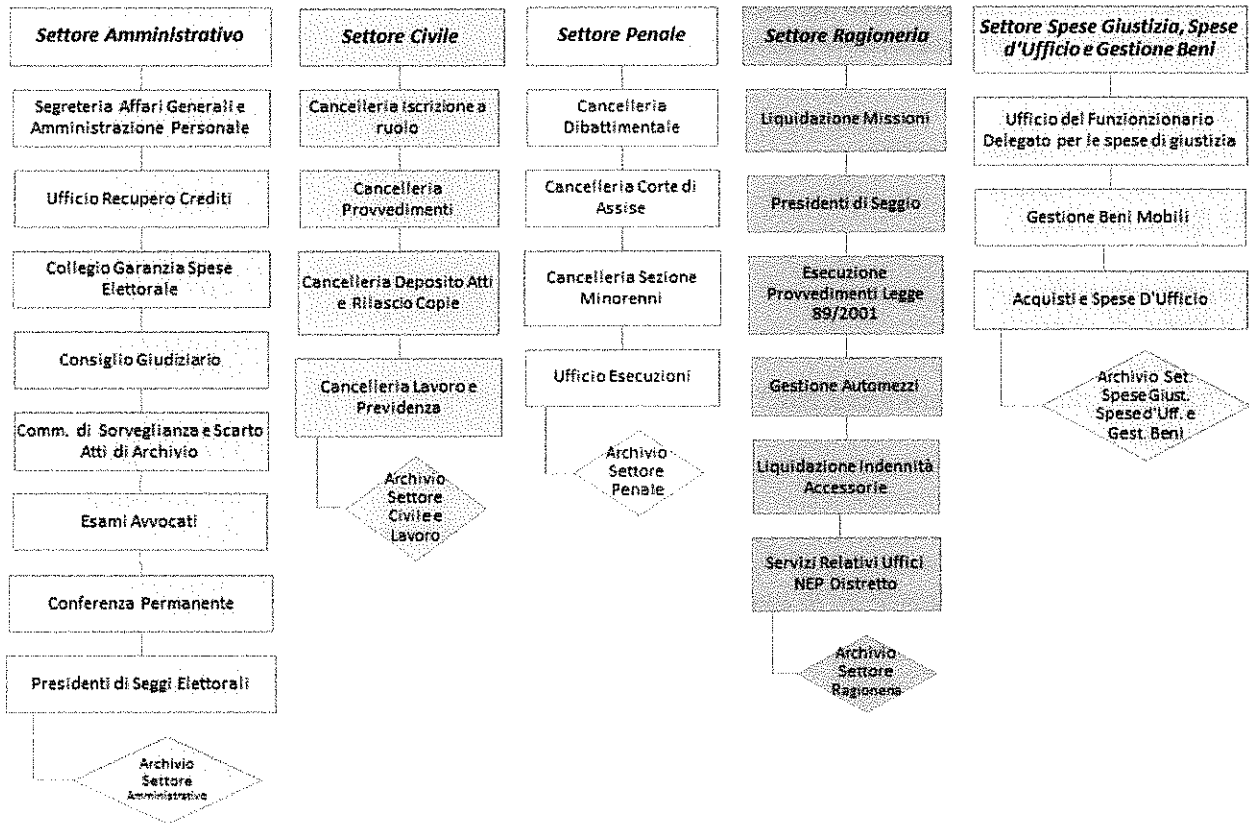 Settore Amministrativo
Segreteria Affari Generali e
Amministrazione Personale
Ufficio Recupero Crediti
Collegio Garanzia Spese
Elettorale
Consiglio Giudiziario
Comm. di Sorveglianza e Scarto
Atti di Archivio
Esami Avvocati
Conferenza Permanente
Presidenti di Seggi Elettorali
Archivio
Settore
Amministrativo
Settore Civile
Cancelleria Iscrizione a
ruolo
Cancelleria
Provvedimenti
Cancelleria Deposito Atti
e Rilascio Copie
Cancelleria Lavoro e
Previdenza
Archivio
Settore
Civile e
Lavoro
Settore Penale
Cancelleria
Dibattimentale
Cancelleria Corte di
Assise
Cancelleria Sezione
Minorenni
Ufficio Esecuzioni
Archivio
Settore
Penale
Settore Ragioneria
Liquidazione Missioni
Presidenti di Seggio
Esecuzione
Provvedimenti Legge
89/2001
Gestione Automezzi
Liquidazione Indennità
Accessorie
Servizi Relativi Uffici
NEP Distretto
Archivio
Settore
Ragioneria
Settore Spese Giustizia, Spese
d'Ufficio e Gestione Beni
Ufficio del Funzionzionario
Delegato per le spese di giustizia
Gestione Beni Mobili
Acquisti e Spese D'Ufficio
Archivio Set.
Spese Giust.
Spese d'Uff. e
Gest. Beni